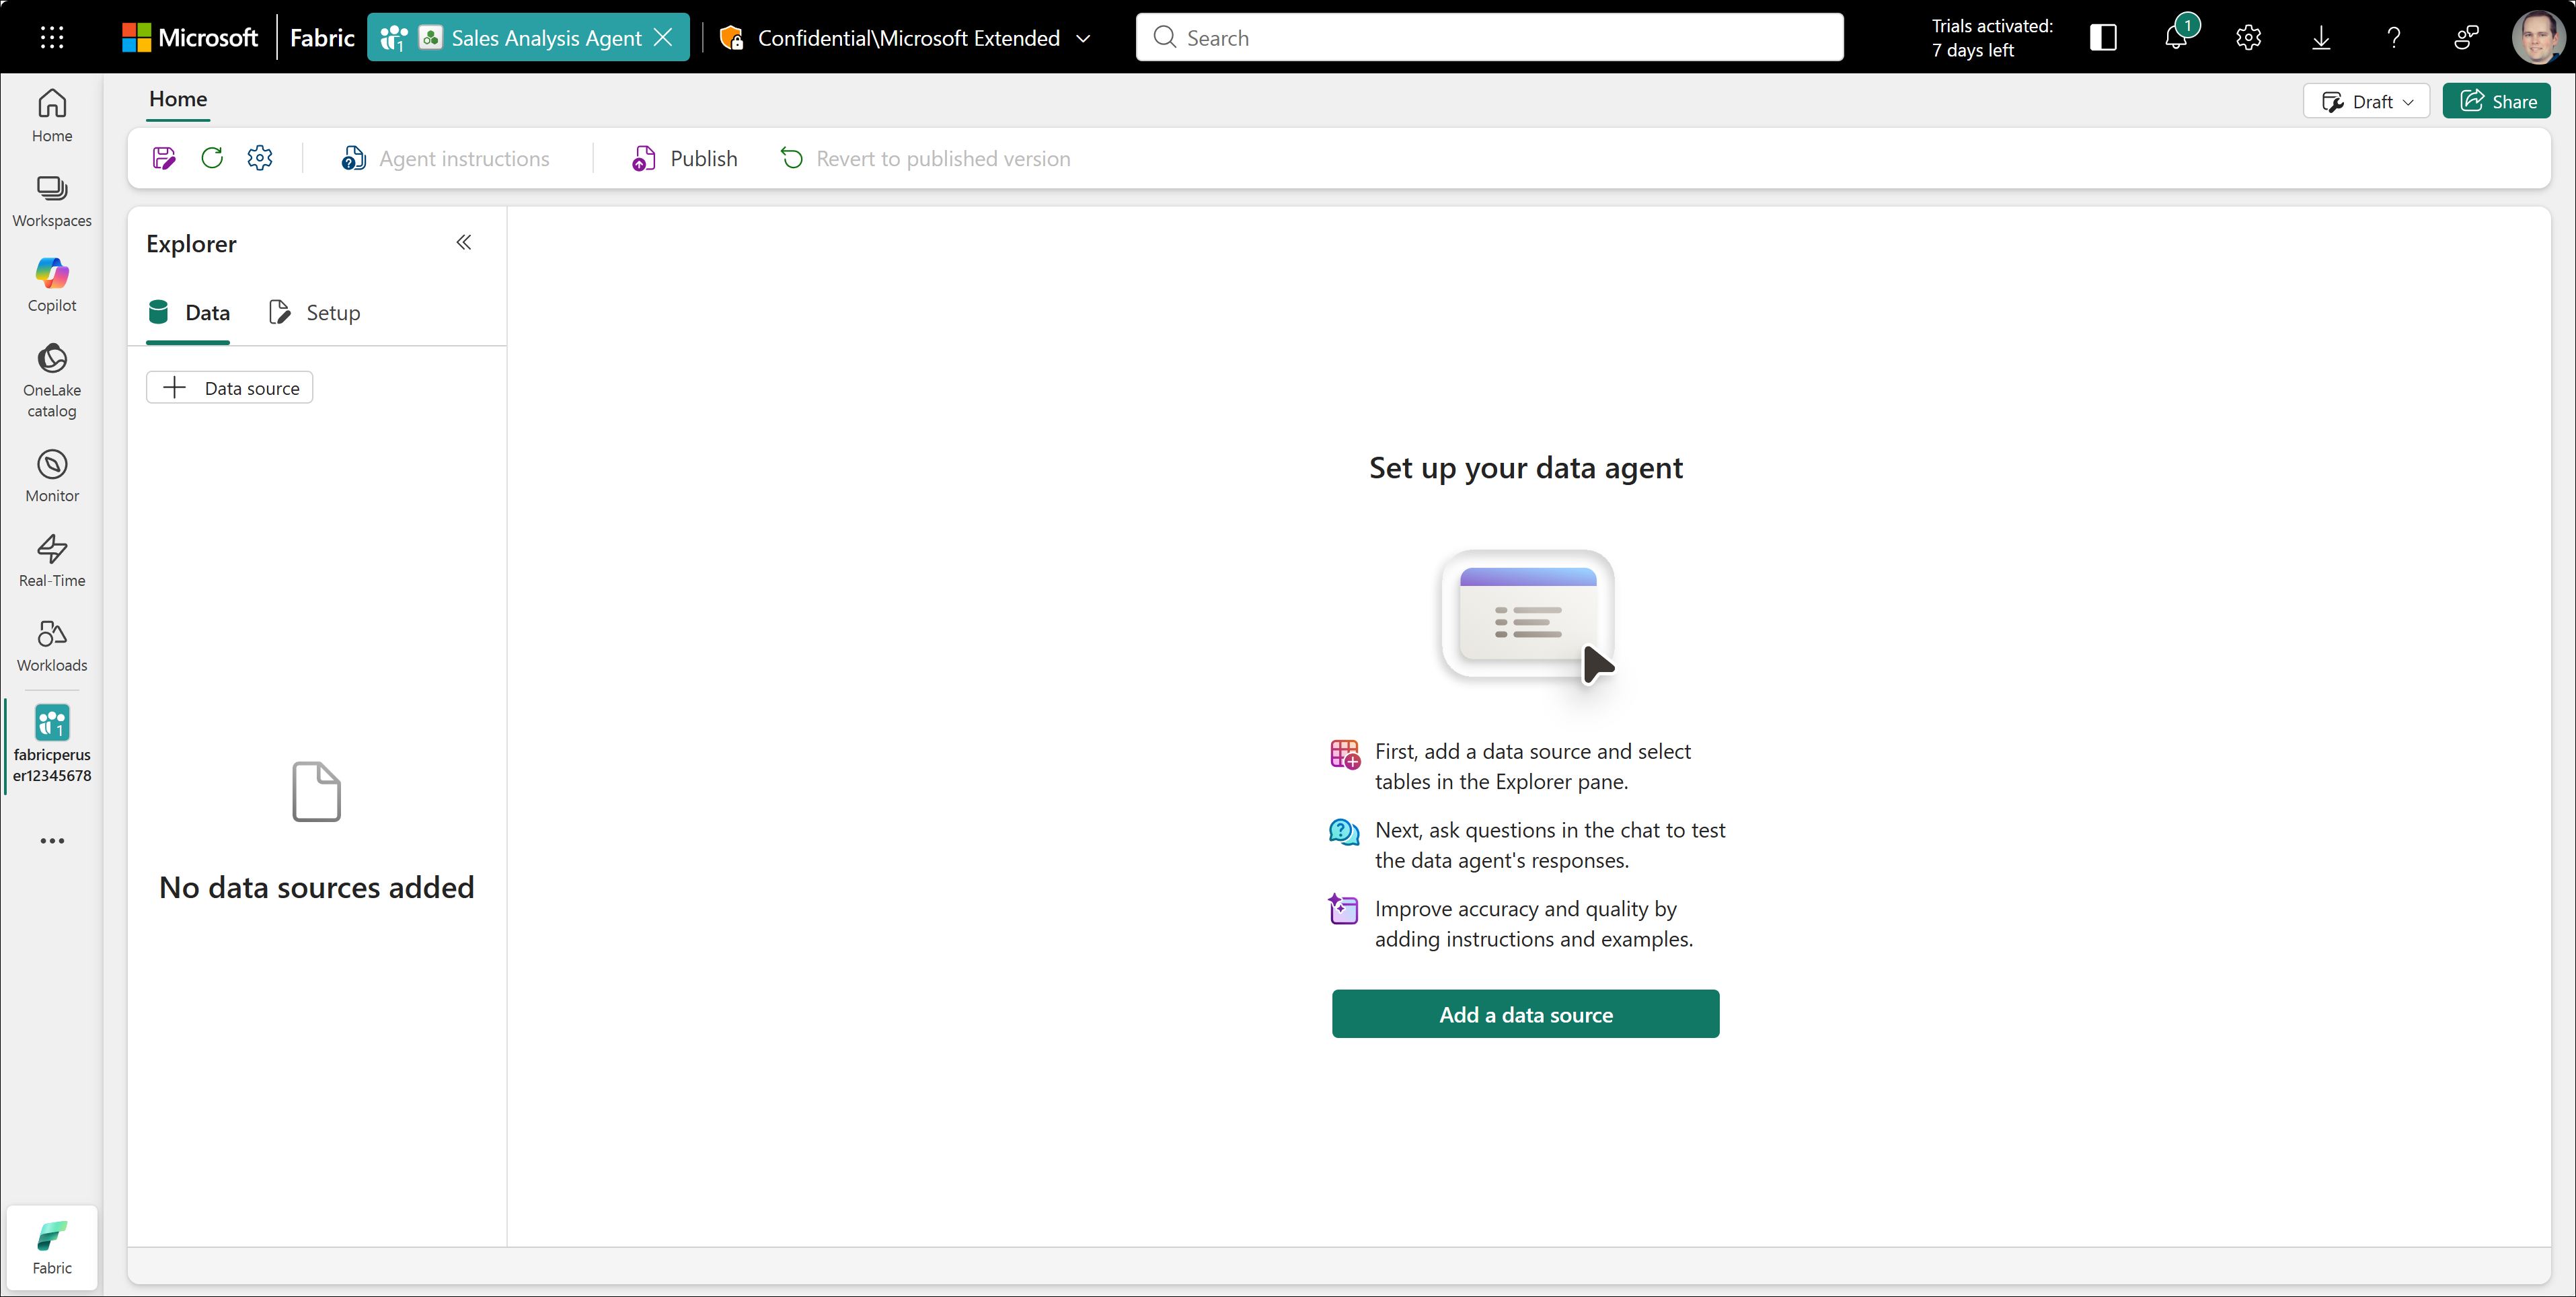 Microsoft
Fabric
1
Sales Analysis Agent
Confidential\Microsoft Extended
Search
Trials activated:
7 days left
1
?
Home
Draft
Share
Agent instructions
Publish
Revert to published version
Home
Workspaces
Copilot
OneLake
catalog
Monitor
Real-Time
Workloads
1
fabricperus
er12345678
Fabric
Explorer
Data
Setup
Data source
No data sources added
Set up your data agent
First, add a data source and select
tables in the Explorer pane.
Next, ask questions in the chat to test
the data agent's responses.
Improve accuracy and quality by
adding instructions and examples.
Add a data source